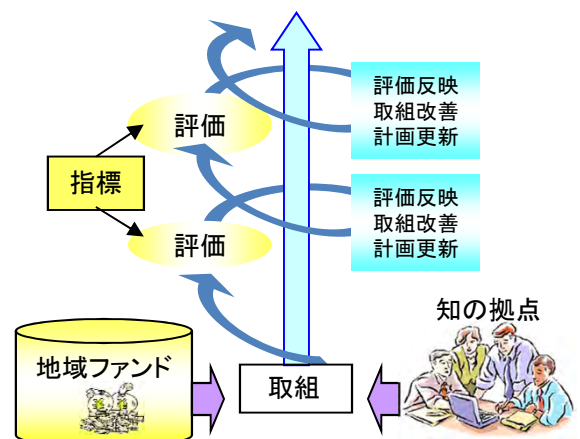 評価反映
取組改善
計画更新
評価
指標
評価反映
取組改善
計画更新
評価
知の拠点
地域ファンド
取組